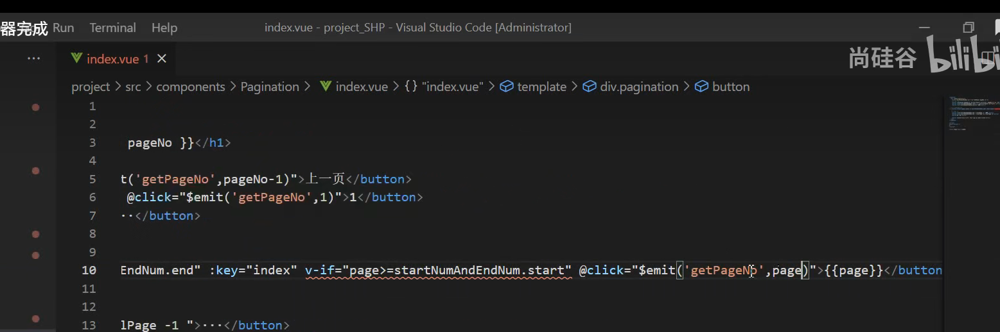 器完成 Run Terminal Help index.vue - project_SHP - Visual Studio Code [Administrator]
尚硅谷 bilibili
··· index.vue 1
project > src > components > Pagination > index.vue > {} "index.vue" > template > div.pagination > button
1
2
3 pageNo }}</h1>
4
5 t('getPageNo',pageNo-1)">上一页</button>
6 @click="$emit('getPageNo',1)">1</button>
7 ··</button>
8
9
10 EndNum.end" :key="index" v-if="page>=startNumAndEndNum.start" @click="$emit('getPageNo',page)">{{page}}</button
11
12
13 lPage -1 ">···</button>